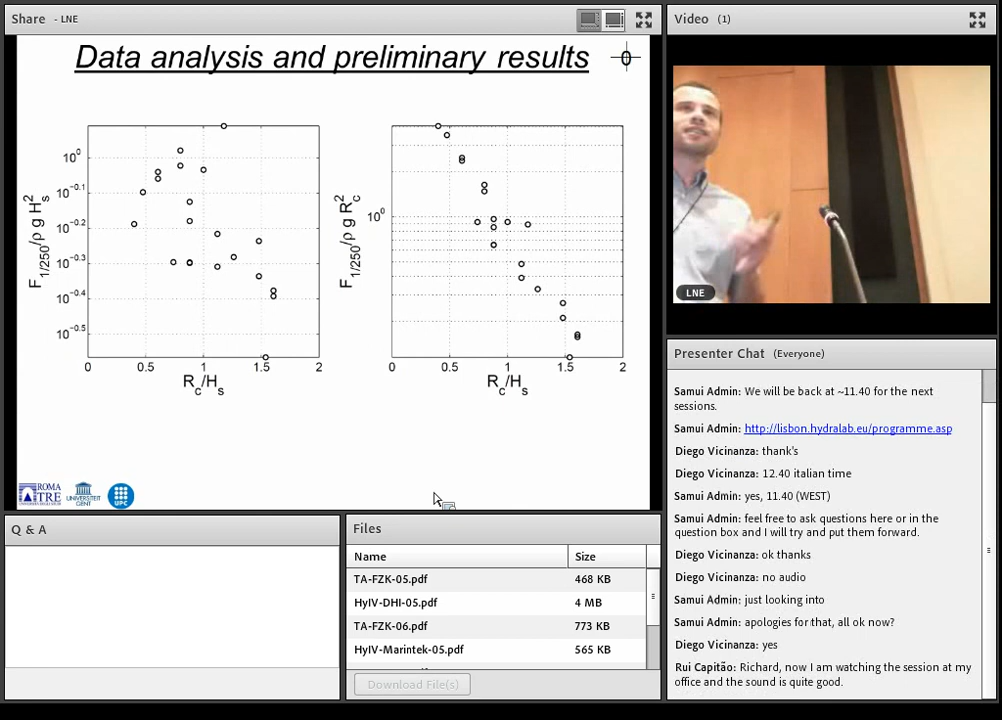 Share - LNE
Data analysis and preliminary results
0
F1/250/ρ g Hs2
100
10-0.1
10-0.2
10-0.3
10-0.4
10-0.5
0 0.5 1 1.5 2
Rc/Hs
F1/250/ρ g Rc2
100
0 0.5 1 1.5 2
Rc/Hs
ROMA
TRE
UNIVERSITEIT
GENT
UPC
Q & A
Files
Name Size
TA-FZK-05.pdf 468 KB
HyIV-DHI-05.pdf 4 MB
TA-FZK-06.pdf 773 KB
HyIV-Marintek-05.pdf 565 KB
Download File(s)
Video (1)
LNE
Presenter Chat (Everyone)
Samui Admin: We will be back at ~11.40 for the next
sessions.
Samui Admin: http://lisbon.hydralab.eu/programme.asp
Diego Vicinanza: thank's
Diego Vicinanza: 12.40 italian time
Samui Admin: yes, 11.40 (WEST)
Samui Admin: feel free to ask questions here or in the
question box and I will try and put them forward.
Diego Vicinanza: ok thanks
Diego Vicinanza: no audio
Samui Admin: just looking into
Samui Admin: apologies for that, all ok now?
Diego Vicinanza: yes
Rui Capitão: Richard, now I am watching the session at my
office and the sound is quite good.